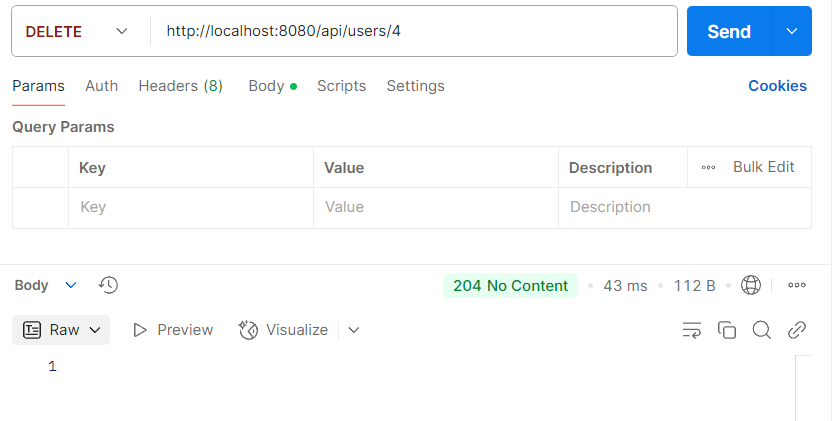 DELETE http://localhost:8080/api/users/4 Send
Params Auth Headers (8) Body Scripts Settings Cookies
Query Params
Key Value Description Bulk Edit
Key Value Description
Body 204 No Content 43 ms 112 B
Raw Preview Visualize
1